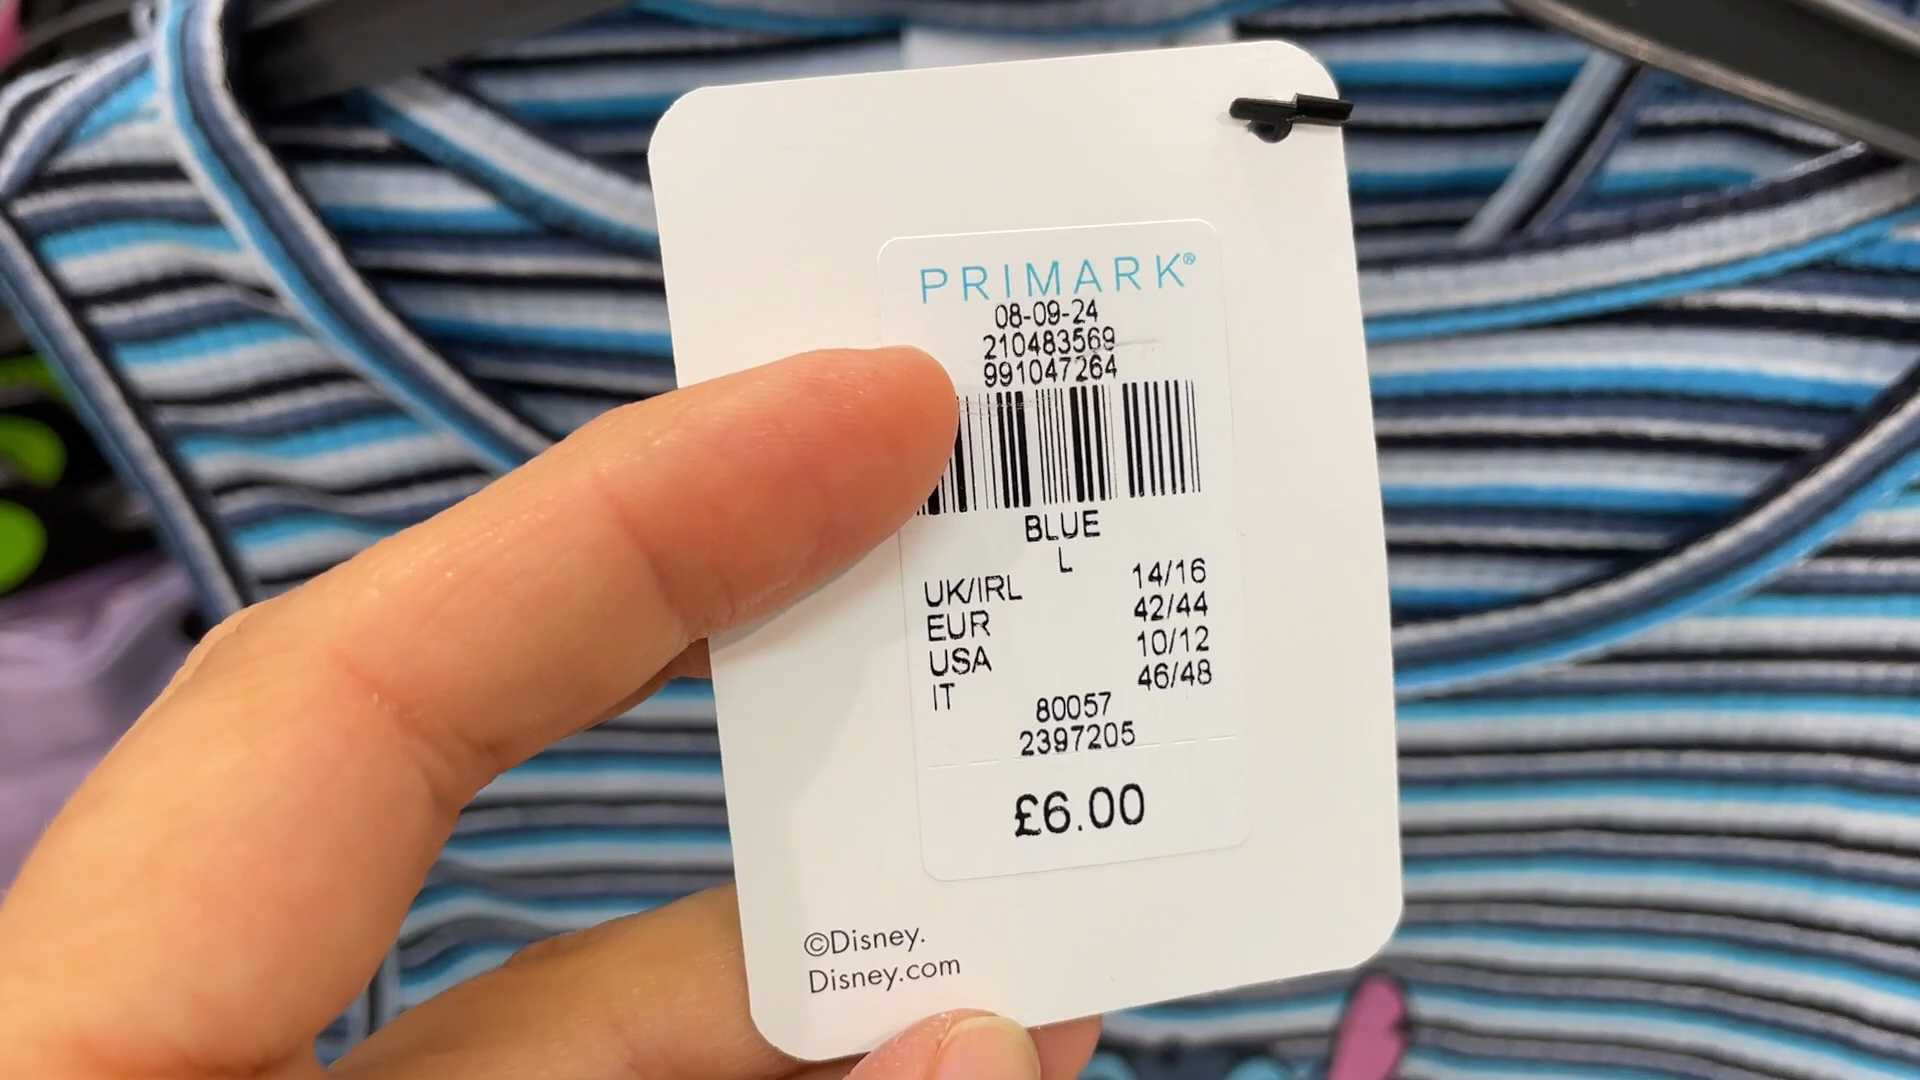 PRIMARK®
08-09-24
210483569
991047264
BLUE
L
UK/IRL 14/16
EUR 42/44
USA 10/12
IT 46/48
80057
2397205
£6.00
©Disney.
Disney.com